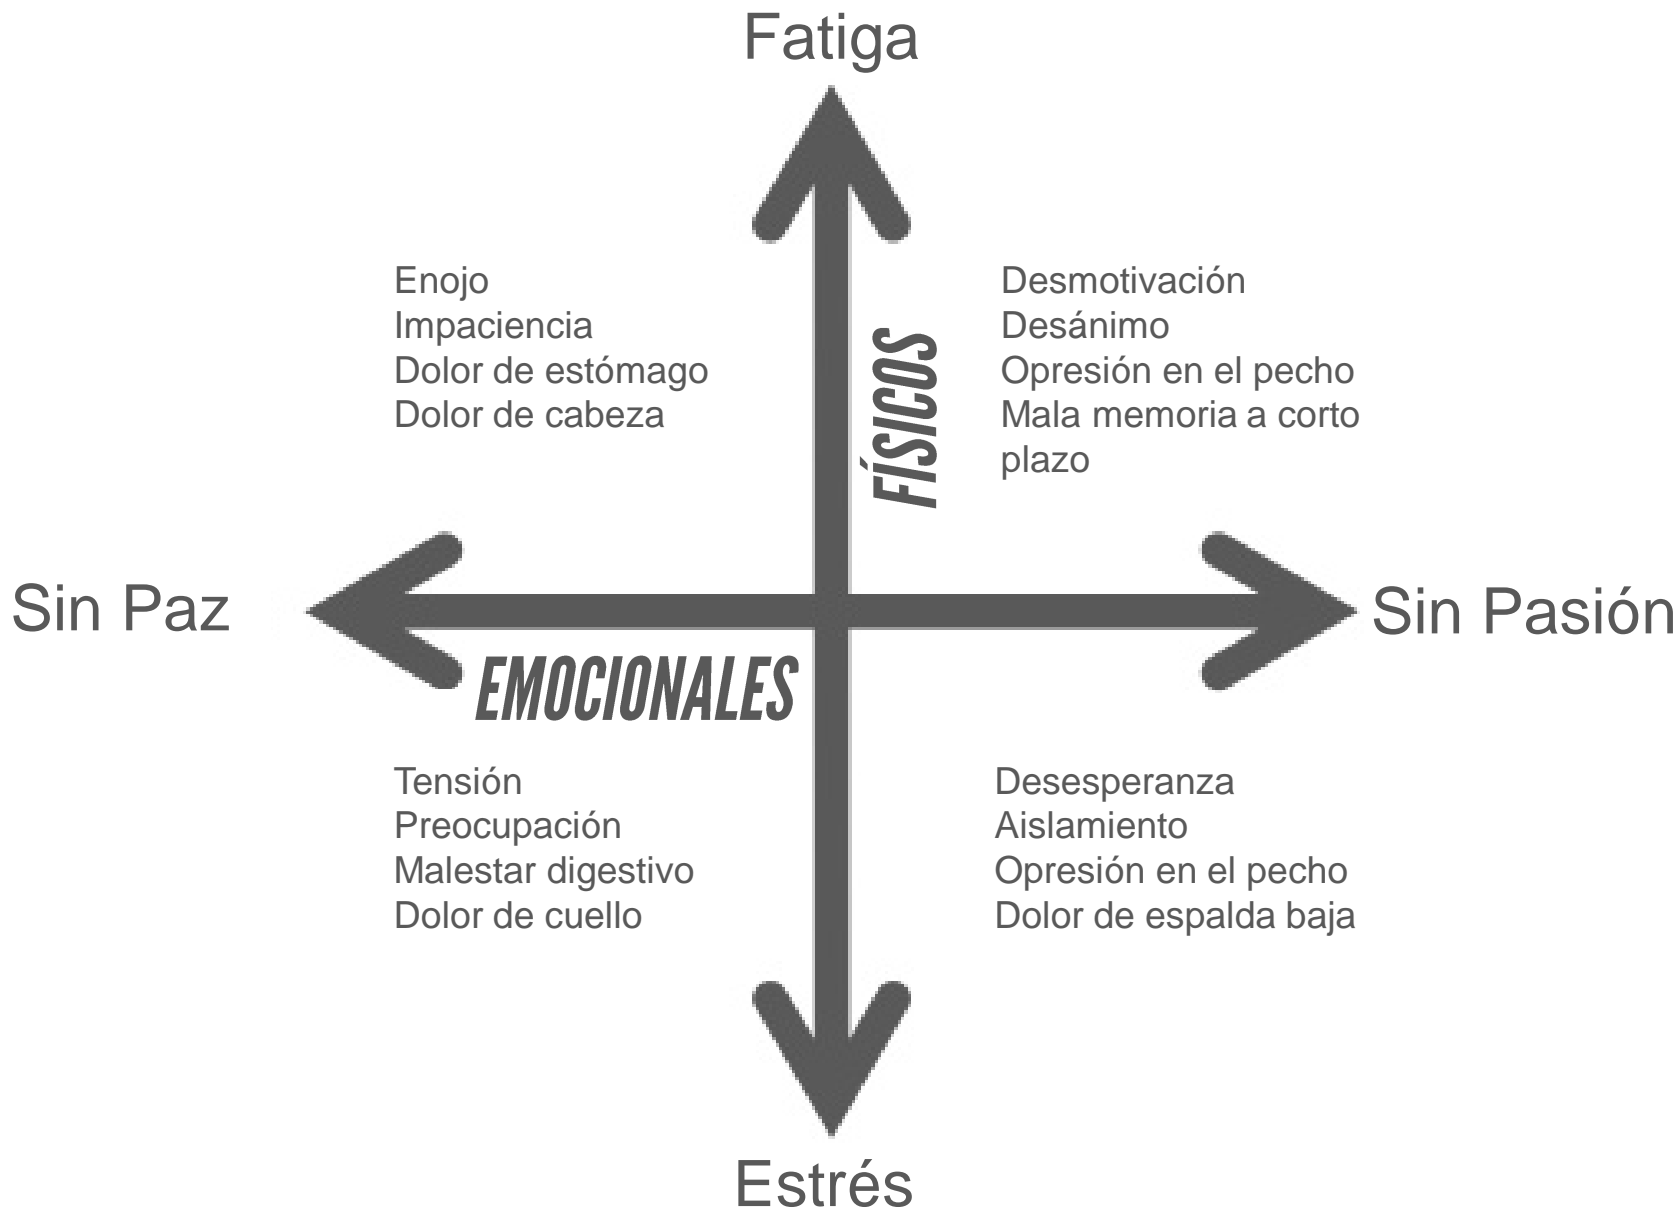 Fatiga
Enojo
Impaciencia
Dolor de estómago
Dolor de cabeza
FÍSICOS
Desmotivación
Desánimo
Opresión en el pecho
Mala memoria a corto
plazo
Sin Paz
Sin Pasión
EMOCIONALES
Tensión
Preocupación
Malestar digestivo
Dolor de cuello
Desesperanza
Aislamiento
Opresión en el pecho
Dolor de espalda baja
Estrés